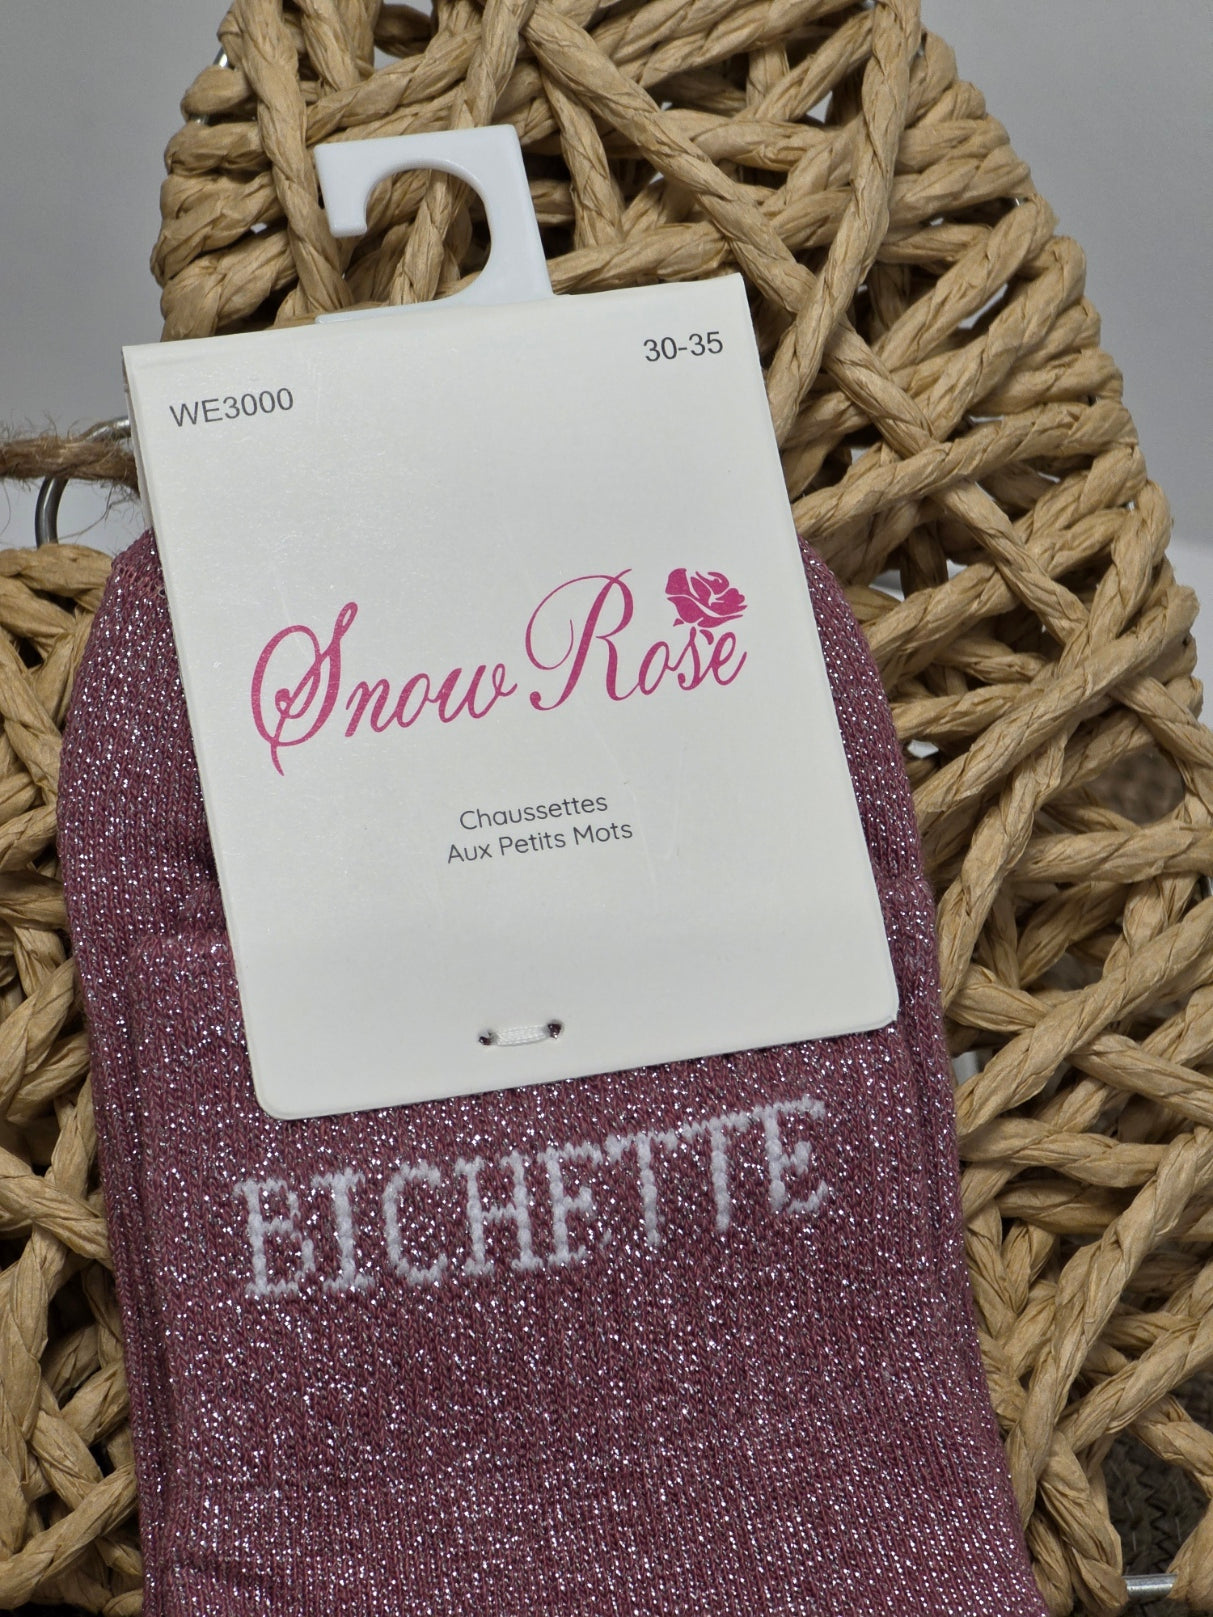 30-35
WE3000
Snow Rose
Chaussettes
Aux Petits Mots
BICHETTE